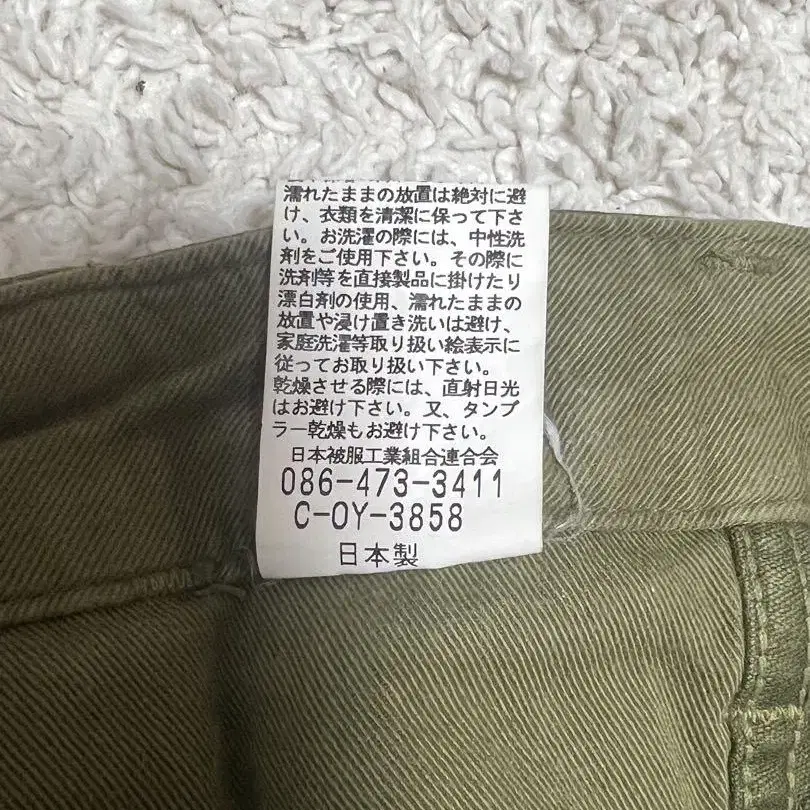 濡れたままの放置は絶対に避
け、衣類を清潔に保って下さ
い。お洗濯の際には、中性洗
剤をご使用下さい。その際に
洗剤等を直接製品に掛けたり
漂白剤の使用、濡れたままの
放置や浸け置き洗いは避け、
家庭洗濯等取り扱い絵表示に
従ってお取り扱い下さい。
乾燥させる際には、直射日光
はお避け下さい。又、タンブ
ラー乾燥もお避け下さい。
日本被服工業組合連合会
086-473-3411
C-OY-3858
日本製